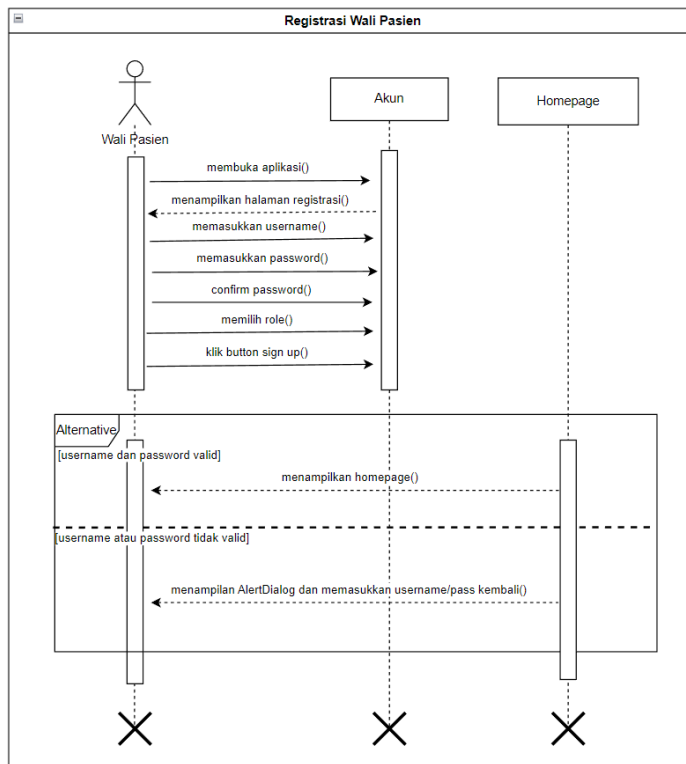 Registrasi Wali Pasien
Akun
Homepage
Wali Pasien
membuka aplikasi()
menampilkan halaman registrasi()
memasukkan username()
memasukkan password()
confirm password()
memilih role()
klik button sign up()
Alternative
[username dan password valid]
menampilkan homepage()
[username atau password tidak valid]
menampilan AlertDialog dan memasukkan username/pass kembali()